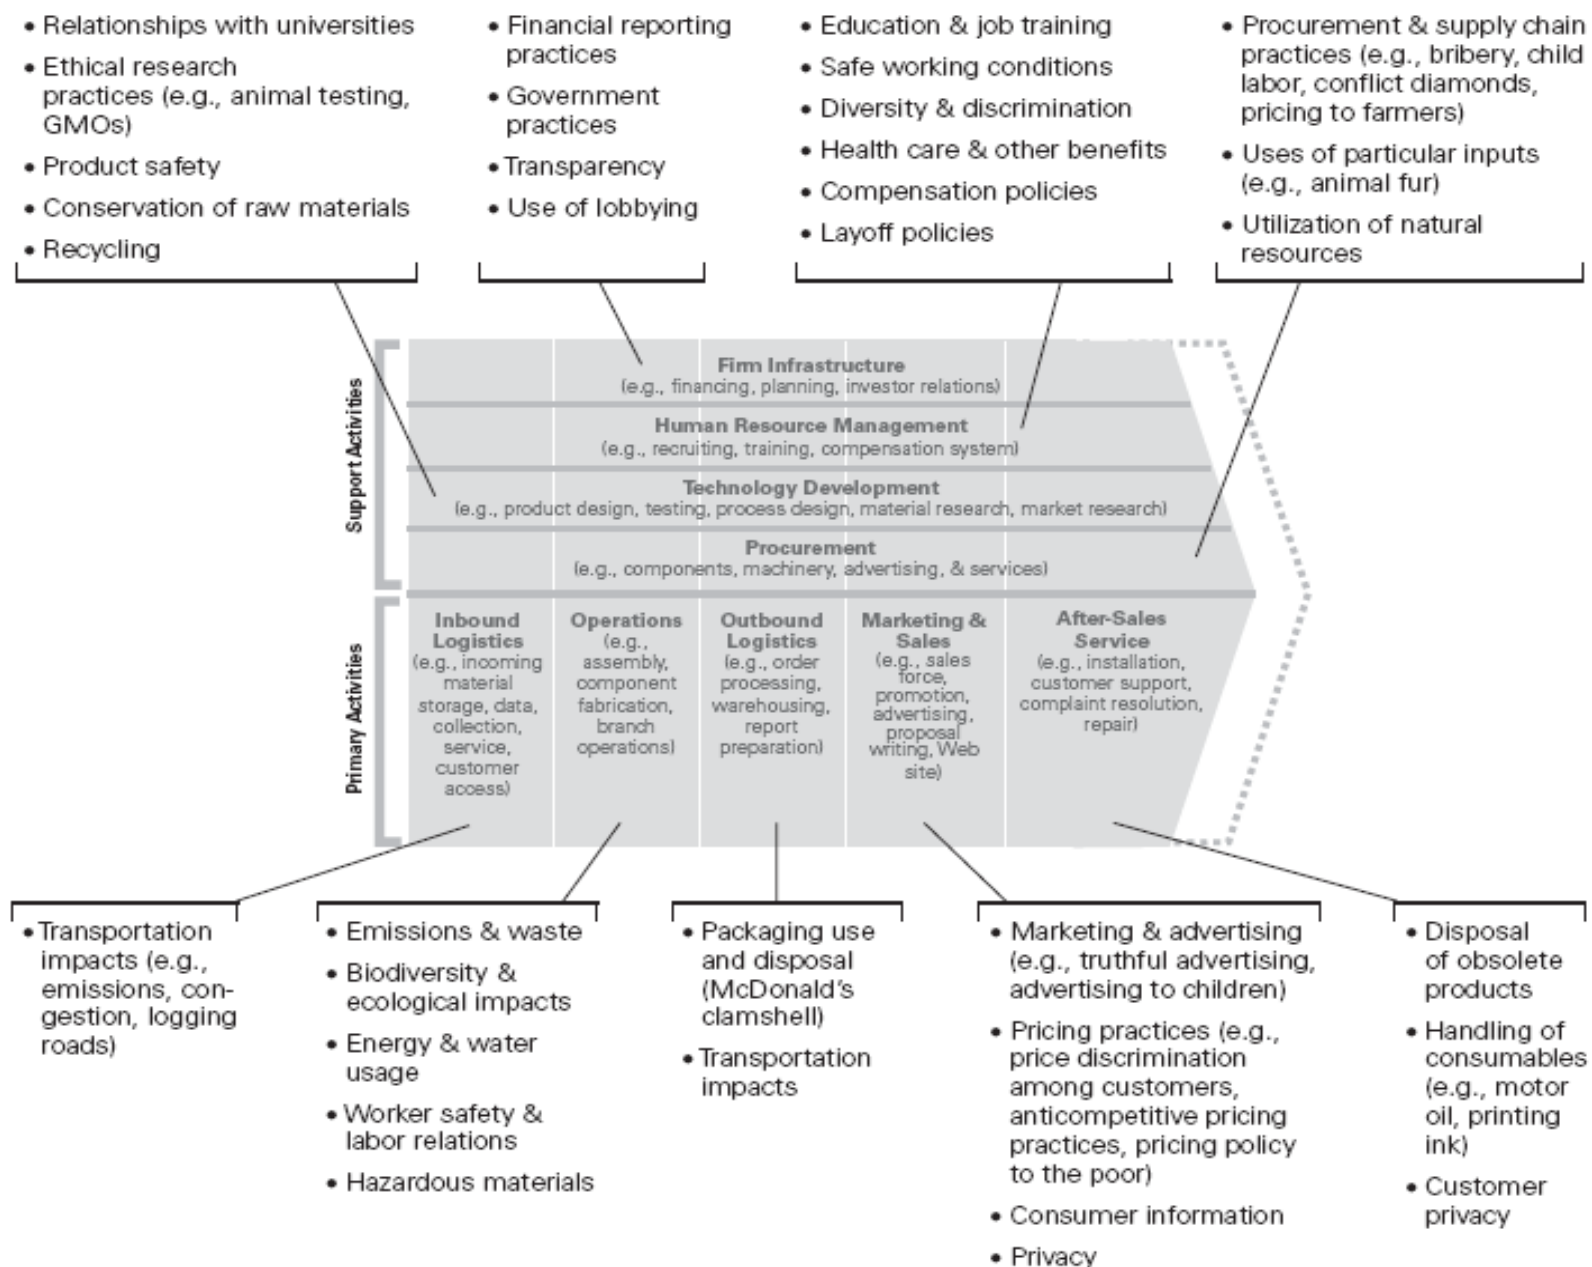 • Relationships with universities
• Ethical research
practices (e.g., animal testing,
GMOs)
• Product safety
• Conservation of raw materials
• Recycling
• Financial reporting
practices
• Government
practices
• Transparency
• Use of lobbying
• Education & job training
• Safe working conditions
• Diversity & discrimination
• Health care & other benefits
• Compensation policies
• Layoff policies
• Procurement & supply chain
practices (e.g., bribery, child
labor, conflict diamonds,
pricing to farmers)
• Uses of particular inputs
(e.g., animal fur)
• Utilization of natural
resources
Support Activities
Firm Infrastructure
(e.g., financing, planning, investor relations)
Human Resource Management
(e.g., recruiting, training, compensation system)
Technology Development
(e.g., product design, testing, process design, material research, market research)
Procurement
(e.g., components, machinery, advertising, & services)
Primary Activities
Inbound
Logistics
(e.g., incoming
material
storage, data,
collection,
service,
customer
access)
Operations
(e.g.,
assembly,
component
fabrication,
branch
operations)
Outbound
Logistics
(e.g., order
processing,
warehousing,
report
preparation)
Marketing &
Sales
(e.g., sales
force,
promotion,
advertising,
proposal
writing, Web
site)
After-Sales
Service
(e.g., installation,
customer support,
complaint resolution,
repair)
• Transportation
impacts (e.g.,
emissions, con-
gestion, logging
roads)
• Emissions & waste
• Biodiversity &
ecological impacts
• Energy & water
usage
• Worker safety &
labor relations
• Hazardous materials
• Packaging use
and disposal
(McDonald's
clamshell)
• Transportation
impacts
• Marketing & advertising
(e.g., truthful advertising,
advertising to children)
• Pricing practices (e.g.,
price discrimination
among customers,
anticompetitive pricing
practices, pricing policy
to the poor)
• Consumer information
• Privacy
• Disposal
of obsolete
products
• Handling of
consumables
(e.g., motor
oil, printing
ink)
• Customer
privacy